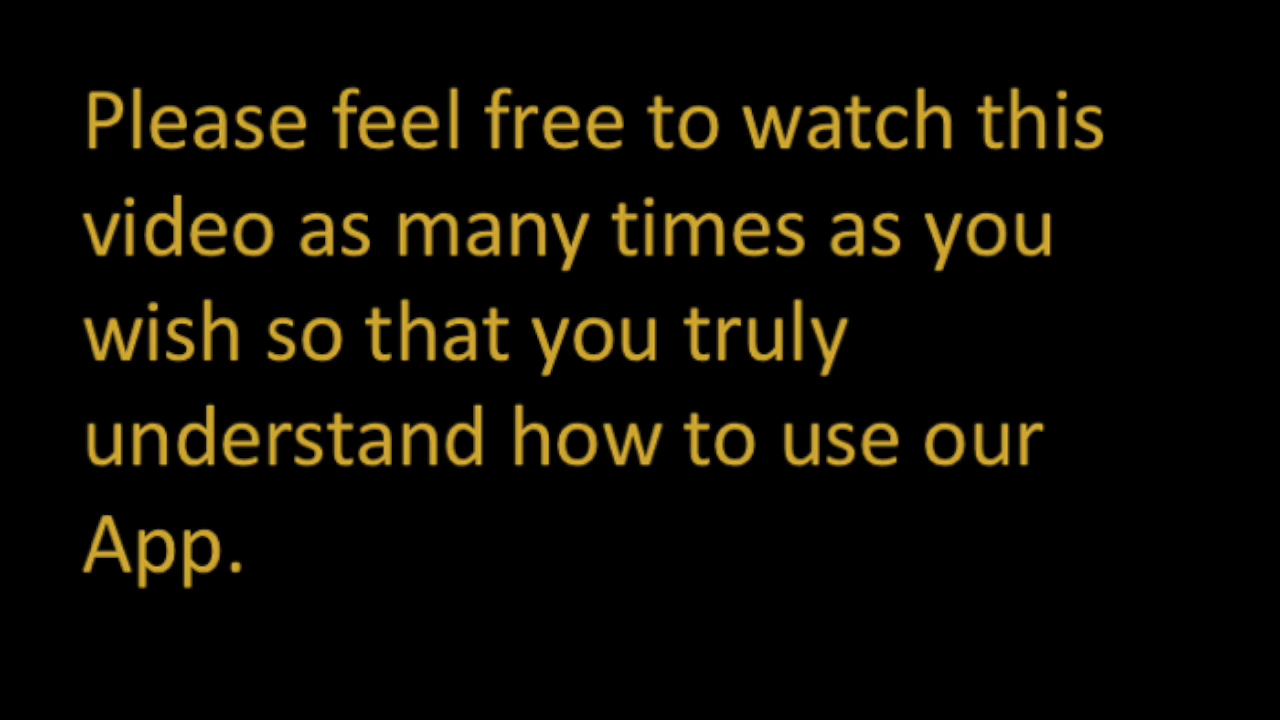 Please feel free to watch this
video as many times as you
wish so that you truly
understand how to use our
App.